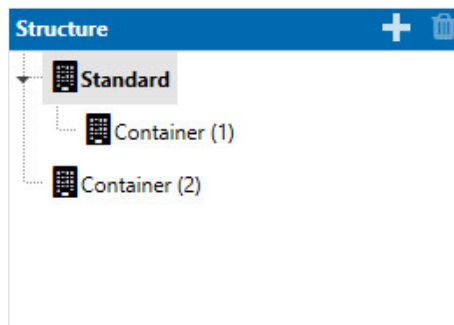 Structure
Standard
Container (1)
Container (2)